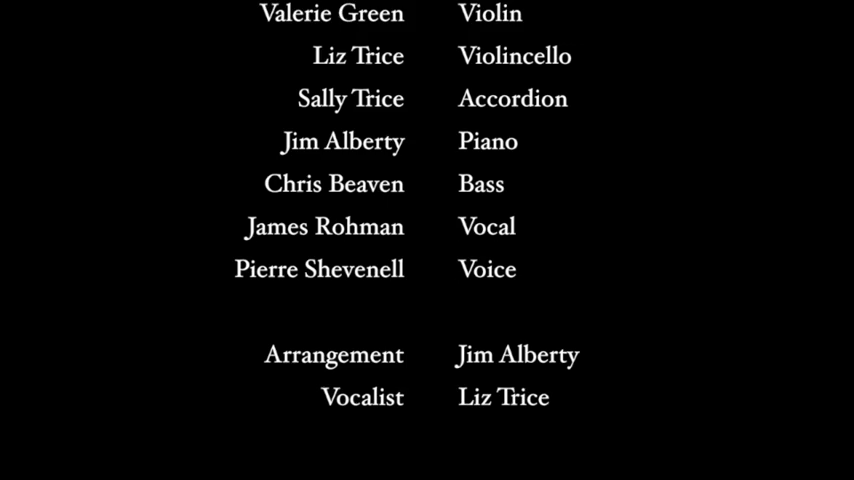 Valerie Green Violin
Liz Trice Violincello
Sally Trice Accordion
Jim Alberty Piano
Chris Beaven Bass
James Rohman Vocal
Pierre Shevenell Voice
Arrangement Jim Alberty
Vocalist Liz Trice